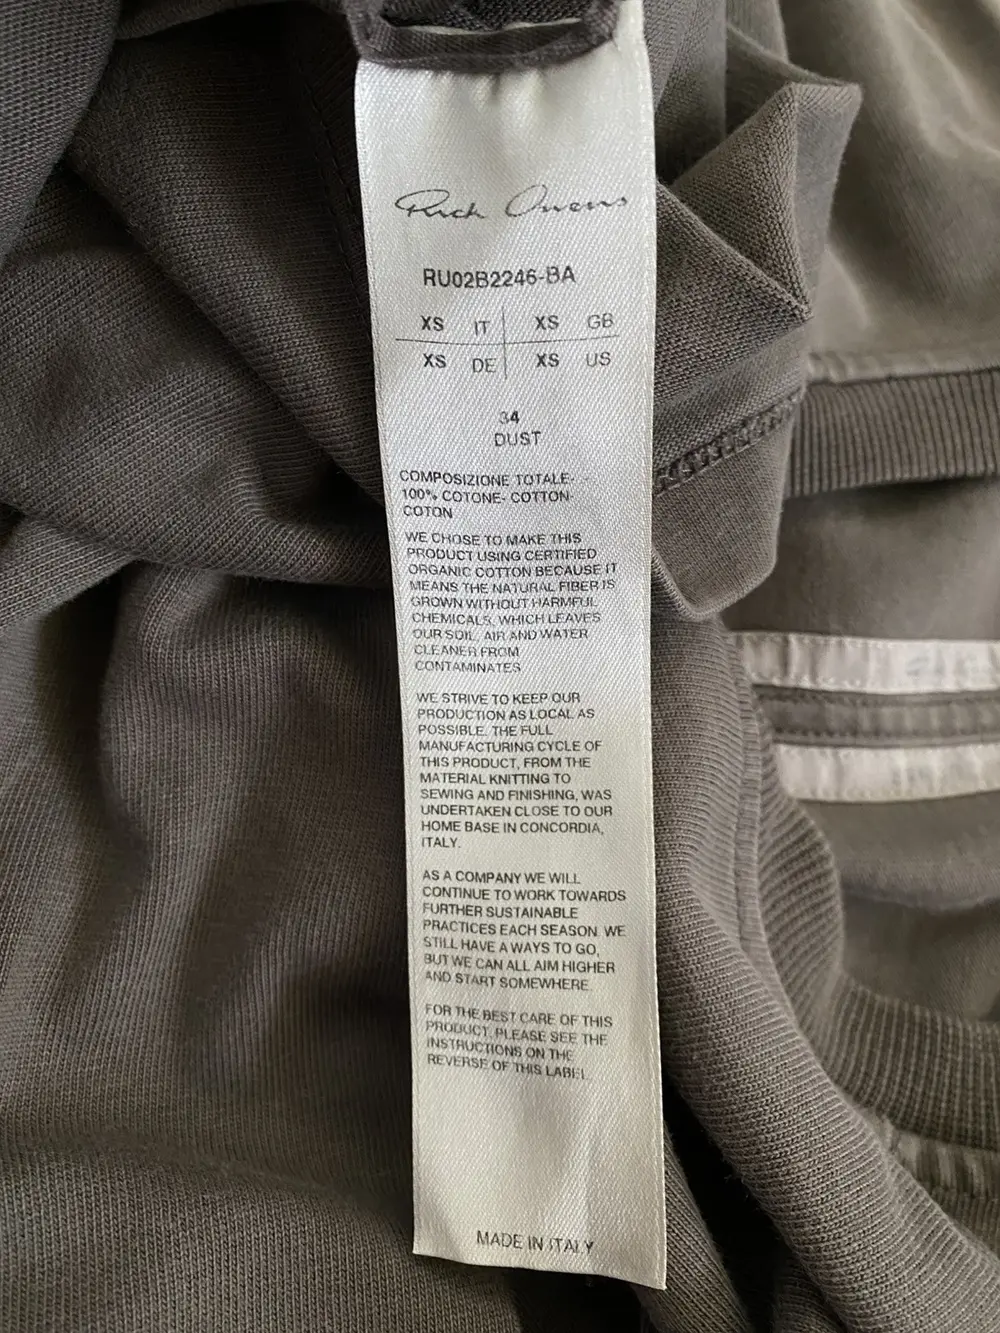 Rick Owens
RU02B2246-BA
XS IT XS GB
XS DE XS US
34
DUST
COMPOSIZIONE TOTALE-
100% COTONE- COTTON-
COTON
WE CHOSE TO MAKE THIS
PRODUCT USING CERTIFIED
ORGANIC COTTON BECAUSE IT
MEANS THE NATURAL FIBER IS
GROWN WITHOUT HARMFUL
CHEMICALS, WHICH LEAVES
OUR SOIL, AIR AND WATER
CLEANER FROM
CONTAMINATES
WE STRIVE TO KEEP OUR
PRODUCTION AS LOCAL AS
POSSIBLE. THE FULL
MANUFACTURING CYCLE OF
THIS PRODUCT, FROM THE
MATERIAL KNITTING TO
SEWING AND FINISHING, WAS
UNDERTAKEN CLOSE TO OUR
HOME BASE IN CONCORDIA,
ITALY.
AS A COMPANY WE WILL
CONTINUE TO WORK TOWARDS
FURTHER SUSTAINABLE
PRACTICES EACH SEASON. WE
STILL HAVE A WAYS TO GO,
BUT WE CAN ALL AIM HIGHER
AND START SOMEWHERE.
FOR THE BEST CARE OF THIS
PRODUCT, PLEASE SEE THE
INSTRUCTIONS ON THE
REVERSE OF THIS LABEL.
MADE IN ITALY